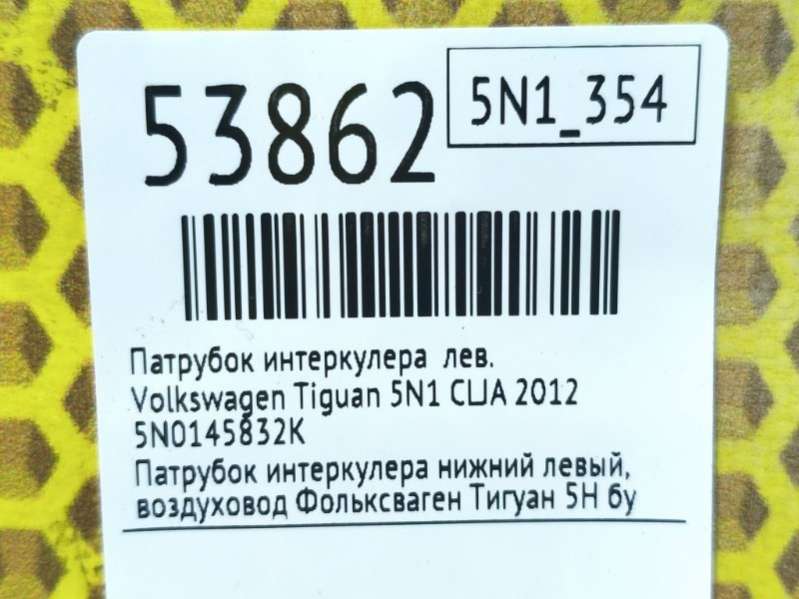 53862
5N1_354
Патрубок интеркулера лев.
Volkswagen Tiguan 5N1 США 2012
5N0145832K
Патрубок интеркулера нижний левый,
воздуховод Фольксваген Тигуан 5Н бу